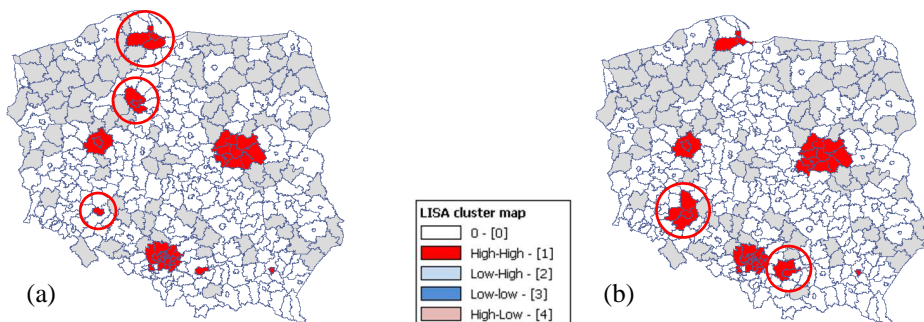 LISA cluster map
0 - [0]
High-High - [1]
Low-High - [2]
Low-low - [3]
High-Low - [4]
(a)
(b)